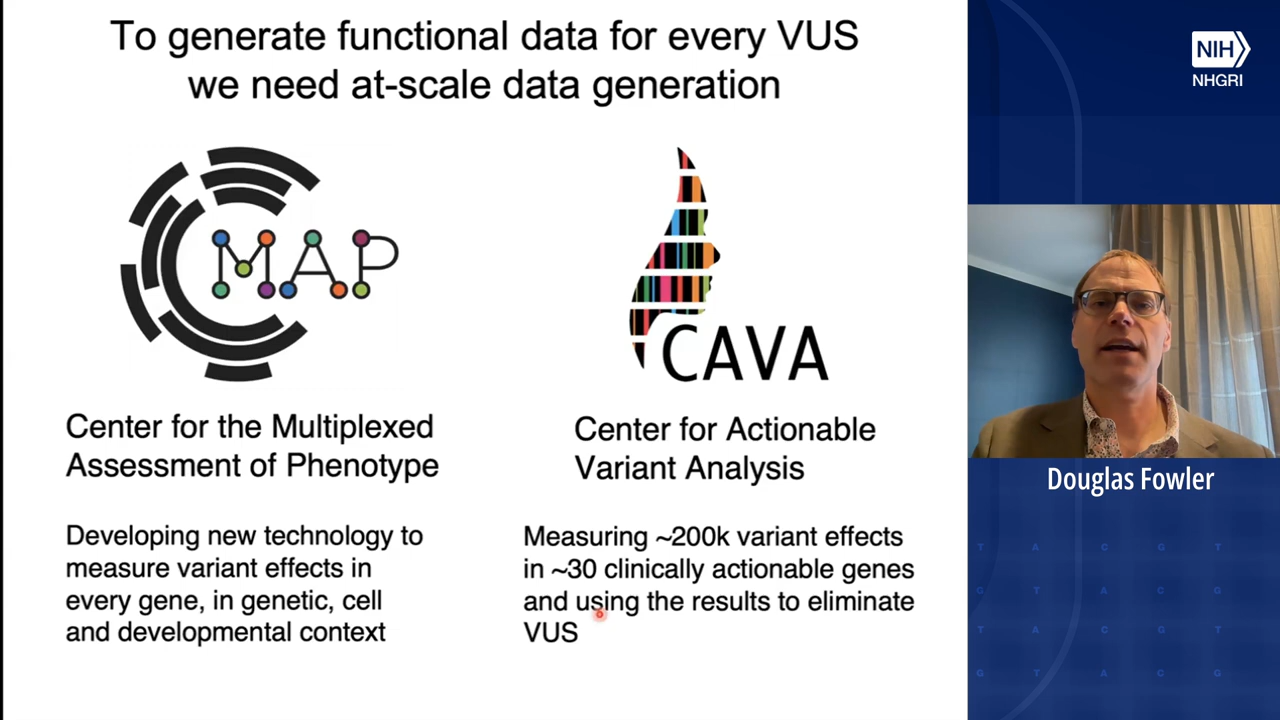 To generate functional data for every VUS
we need at-scale data generation
MAP
CAVA
Center for the Multiplexed
Assessment of Phenotype
Center for Actionable
Variant Analysis
Developing new technology to
measure variant effects in
every gene, in genetic, cell
and developmental context
Measuring ~200k variant effects
in ~30 clinically actionable genes
and using the results to eliminate
VUS
NIH
NHGRI
Douglas Fowler
T A C G T
G T A C G
T A C G T
G T A C G